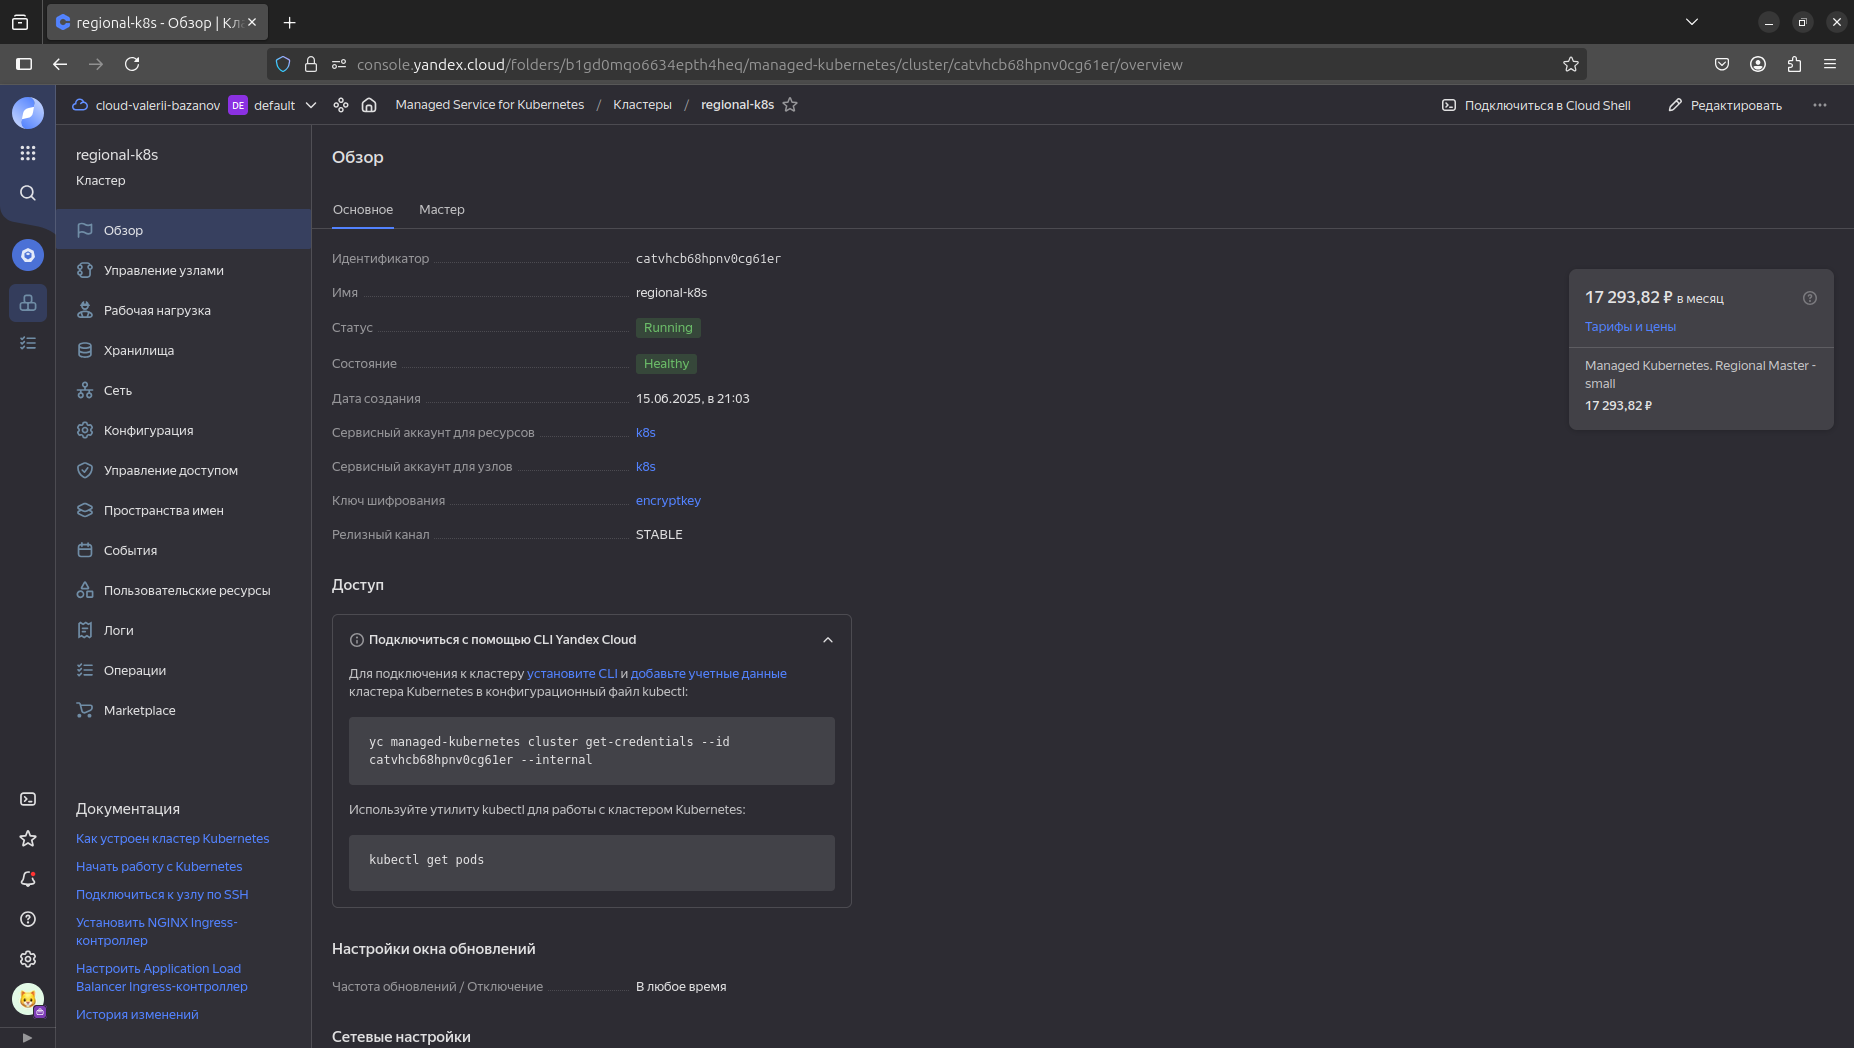 regional-k8s - Обзор | Кл
console.yandex.cloud/folders/b1gd0mqo6634epth4heq/managed-kubernetes/cluster/catvhcb68hpnv0cg61er/overview
cloud-valerii-bazanov DE default Managed Service for Kubernetes / Кластеры / regional-k8s Подключиться в Cloud Shell Редактировать
regional-k8s
Кластер
Обзор
Управление узлами
Рабочая нагрузка
Хранилища
Сеть
Конфигурация
Управление доступом
Пространства имен
События
Пользовательские ресурсы
Логи
Операции
Marketplace
Документация
Как устроен кластер Kubernetes
Начать работу с Kubernetes
Подключиться к узлу по SSH
Установить NGINX Ingress-
контроллер
Настроить Application Load
Balancer Ingress-контроллер
История изменений
Обзор
Основное Мастер
Идентификатор catvhcb68hpnv0cg61er
Имя regional-k8s
Статус Running
Состояние Healthy
Дата создания 15.06.2025, в 21:03
Сервисный аккаунт для ресурсов k8s
Сервисный аккаунт для узлов k8s
Ключ шифрования encryptkey
Релизный канал STABLE
Доступ
Подключиться с помощью CLI Yandex Cloud
Для подключения к кластеру установите CLI и добавьте учетные данные
кластера Kubernetes в конфигурационный файл kubectl:
yc managed-kubernetes cluster get-credentials --id
catvhcb68hpnv0cg61er --internal
Используйте утилиту kubectl для работы с кластером Kubernetes:
kubectl get pods
Настройки окна обновлений
Частота обновлений / Отключение В любое время
Сетевые настройки
17 293,82 ₽ в месяц
Тарифы и цены
Managed Kubernetes. Regional Master -
small
17 293,82 ₽